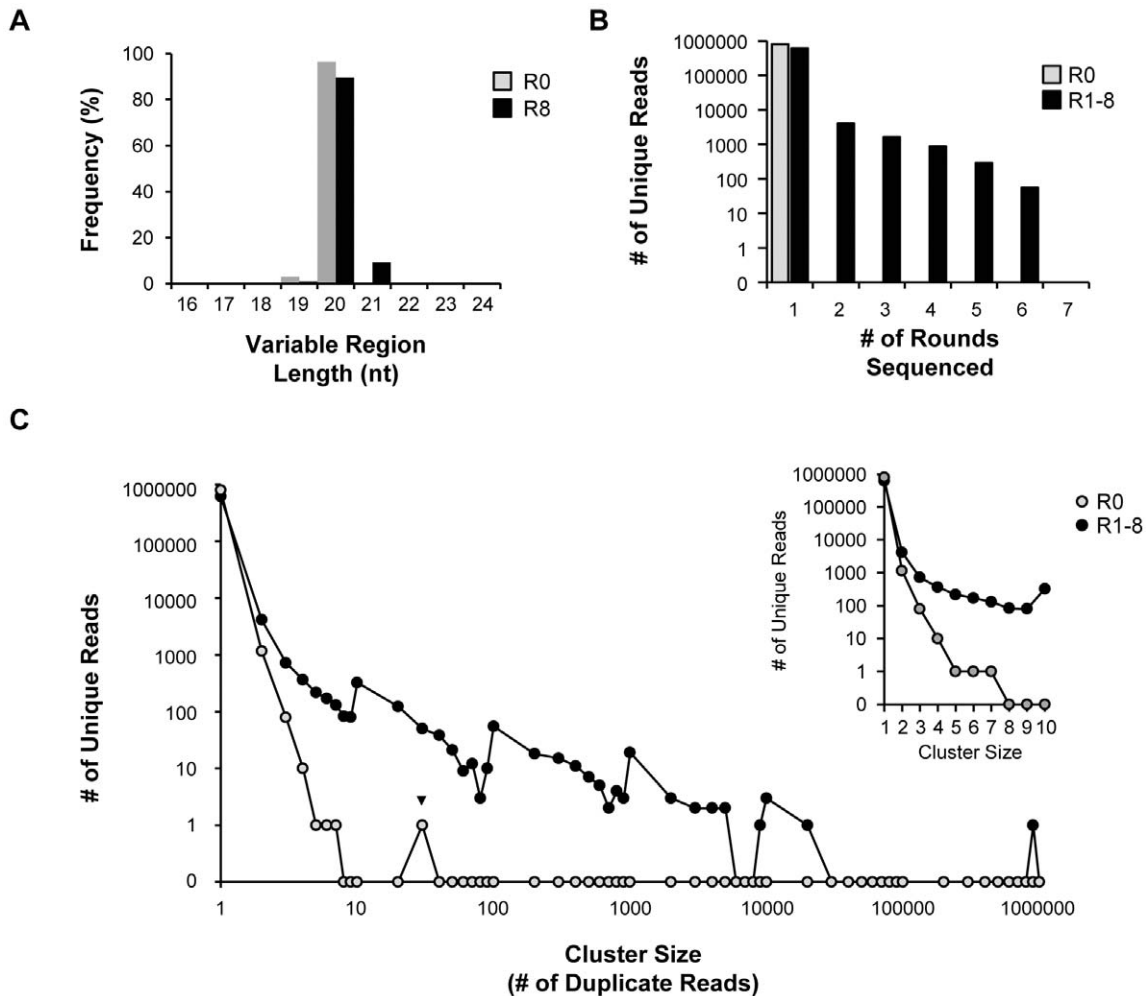 A
Frequency (%)
100
80
60
40
20
0
16 17 18 19 20 21 22 23 24
Variable Region
Length (nt)
R0
R8
B
# of Unique Reads
1000000
100000
10000
1000
100
10
1
0
1 2 3 4 5 6 7
# of Rounds
Sequenced
R0
R1-8
C
# of Unique Reads
1000000
100000
10000
1000
100
10
1
0
1 10 100 1000 10000 100000 1000000
Cluster Size
(# of Duplicate Reads)
# of Unique Reads
1000000
100000
10000
1000
100
10
1
0
1 2 3 4 5 6 7 8 9 10
Cluster Size
R0
R1-8